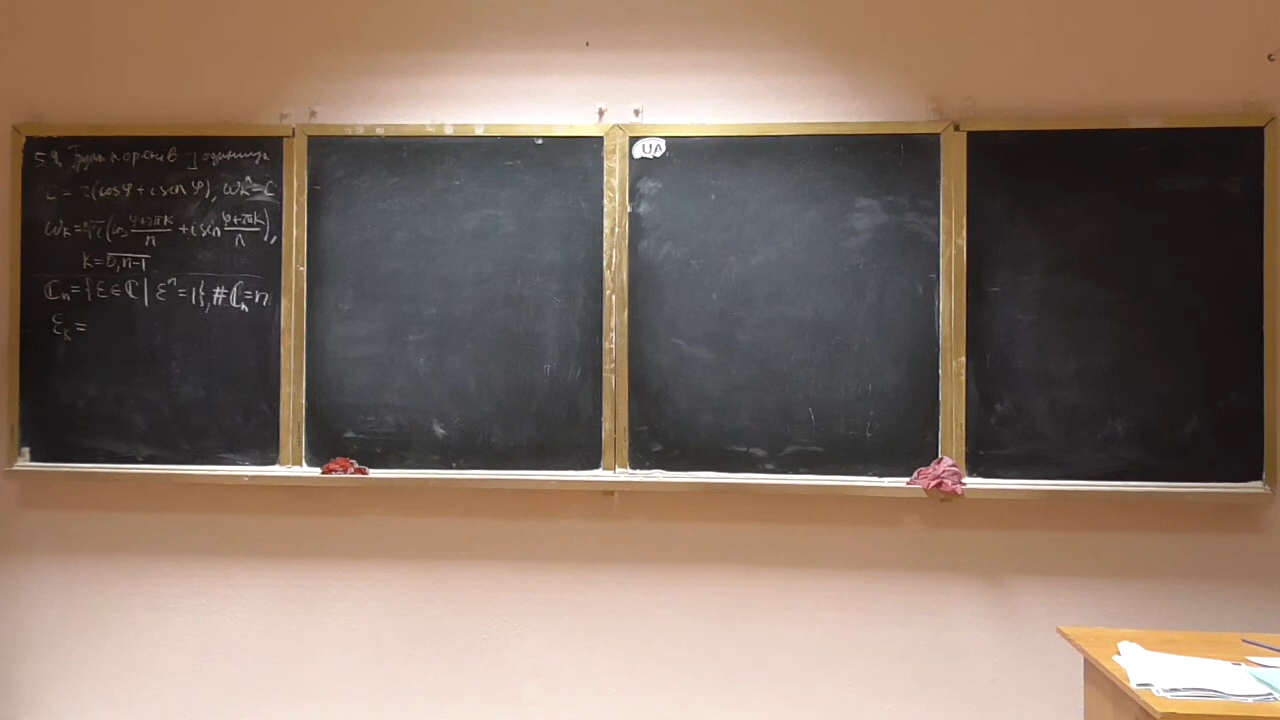 5.9. Група коренів з одиниці
C = r(cos φ + i sin φ), ωₖⁿ = C
ωₖ = ⁿ√r (cos (φ+2πk)/n + i sin (φ+2πk)/n),
k = 0,n-1
ℂₙ = {ε ∈ ℂ | εⁿ = 1}, #ℂₙ = n
εₖ =
UA